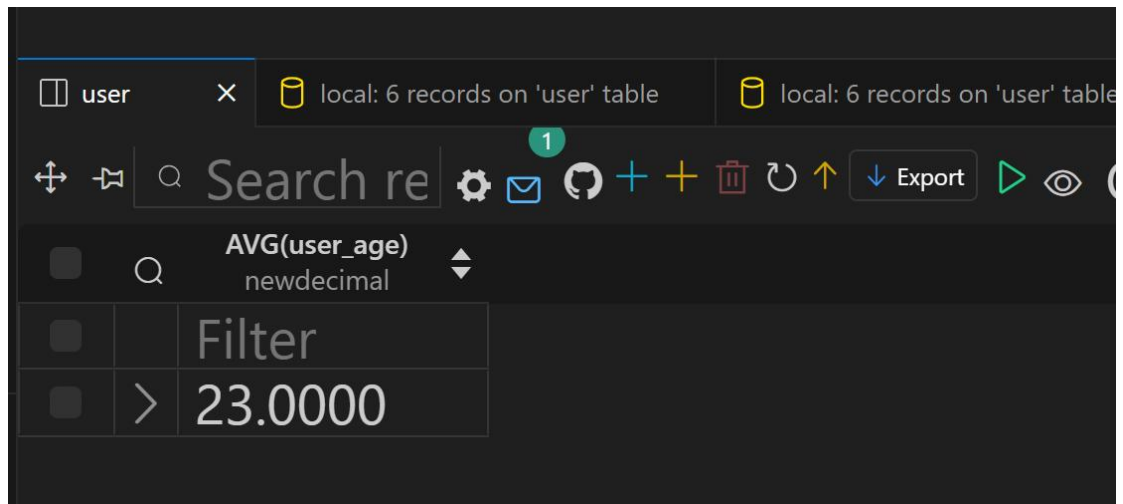 user
local: 6 records on 'user' table
local: 6 records on 'user' table
1
Search re
Export
AVG(user_age)
newdecimal
Filter
23.0000